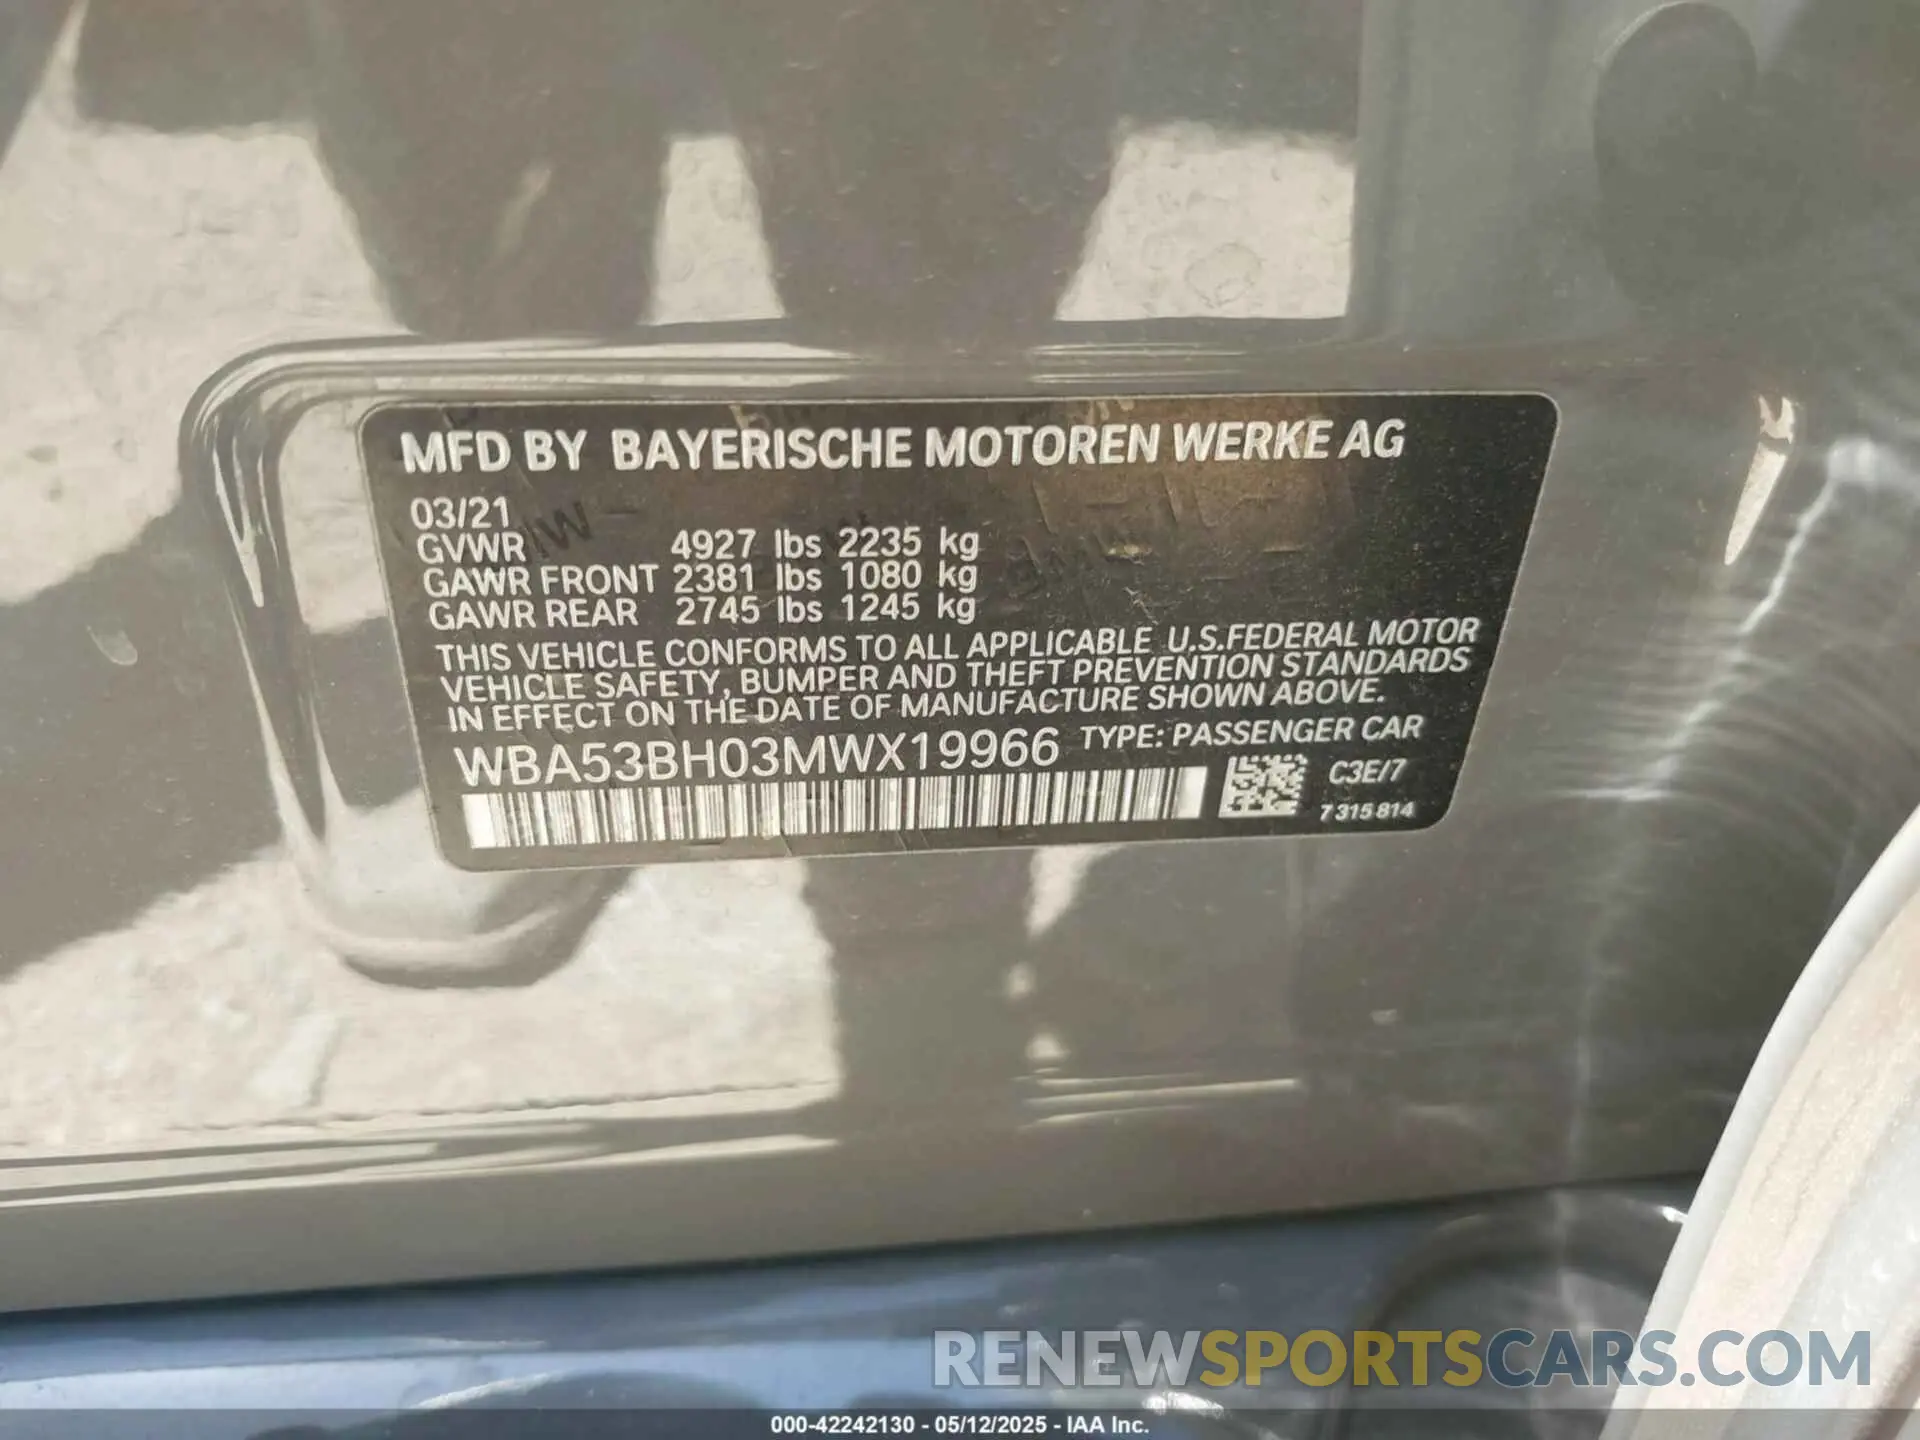 MFD BY BAYERISCHE MOTOREN WERKE AG
03/21
GVWR 4927 lbs 2235 kg
GAWR FRONT 2381 lbs 1080 kg
GAWR REAR 2745 lbs 1245 kg
THIS VEHICLE CONFORMS TO ALL APPLICABLE U.S.FEDERAL MOTOR
VEHICLE SAFETY, BUMPER AND THEFT PREVENTION STANDARDS
IN EFFECT ON THE DATE OF MANUFACTURE SHOWN ABOVE.
WBA53BH03MWX19966 TYPE: PASSENGER CAR
C3E/7
7 315 814
RENEWSPORTSCARS.COM
000-42242130 - 05/12/2025 - IAA Inc.